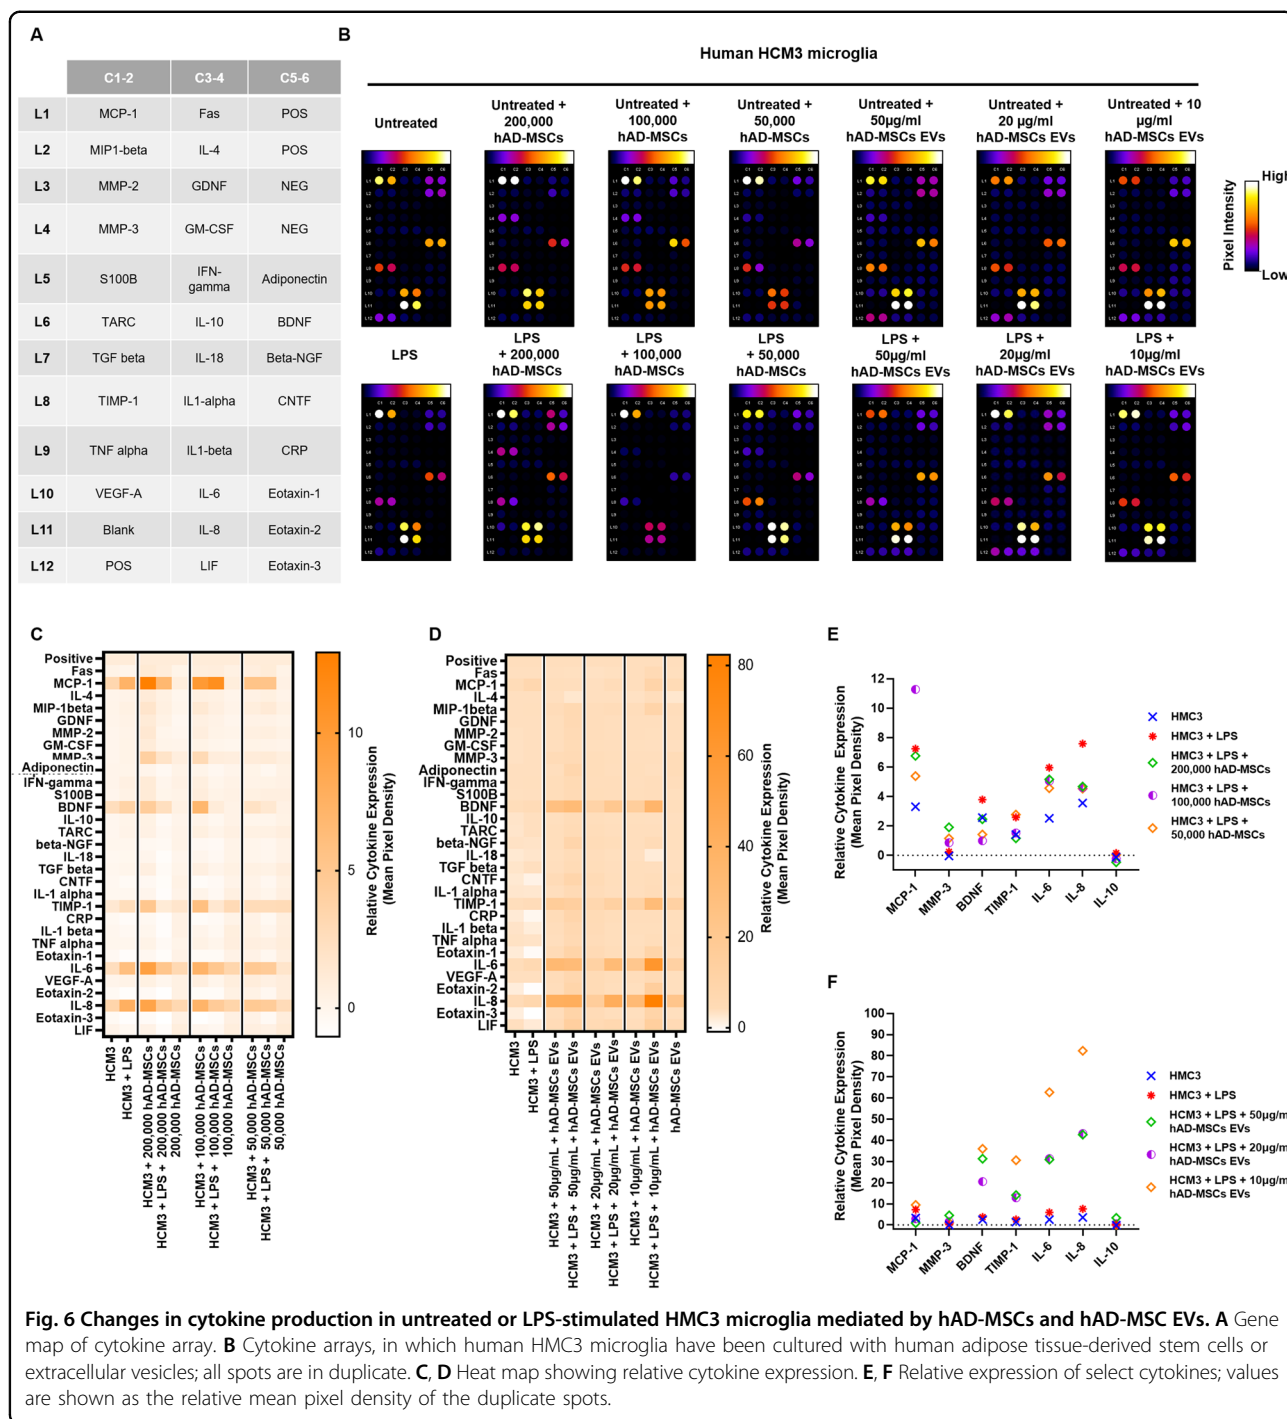 A
C1-2 C3-4 C5-6
L1 MCP-1 Fas POS
L2 MIP1-beta IL-4 POS
L3 MMP-2 GDNF NEG
L4 MMP-3 GM-CSF NEG
L5 S100B IFN-gamma Adiponectin
L6 TARC IL-10 BDNF
L7 TGF beta IL-18 Beta-NGF
L8 TIMP-1 IL1-alpha CNTF
L9 TNF alpha IL1-beta CRP
L10 VEGF-A IL-6 Eotaxin-1
L11 Blank IL-8 Eotaxin-2
L12 POS LIF Eotaxin-3
B
Human HCM3 microglia
Untreated
Untreated +
200,000
hAD-MSCs
Untreated +
100,000
hAD-MSCs
Untreated +
50,000
hAD-MSCs
Untreated +
50µg/ml
hAD-MSCs EVs
Untreated +
20 µg/ml
hAD-MSCs EVs
Untreated + 10
µg/ml
hAD-MSCs EVs
High
Pixel Intensity
Low
LPS
LPS
+ 200,000
hAD-MSCs
LPS
+ 100,000
hAD-MSCs
LPS
+ 50,000
hAD-MSCs
LPS +
50µg/ml
hAD-MSCs EVs
LPS +
20µg/ml
hAD-MSCs EVs
LPS +
10µg/ml
hAD-MSCs EVs
C
Positive
Fas
MCP-1
IL-4
MIP-1beta
GDNF
MMP-2
GM-CSF
MMP-3
Adiponectin
IFN-gamma
S100B
BDNF
IL-10
TARC
beta-NGF
IL-18
TGF beta
CNTF
IL-1 alpha
TIMP-1
CRP
IL-1 beta
TNF alpha
Eotaxin-1
IL-6
VEGF-A
Eotaxin-2
IL-8
Eotaxin-3
LIF
HCM3
HCM3 + LPS
HCM3 + 200,000 hAD-MSCs
HCM3 + LPS + 200,000 hAD-MSCs
200,000 hAD-MSCs
HCM3 + 100,000 hAD-MSCs
HCM3 + LPS + 100,000 hAD-MSCs
100,000 hAD-MSCs
HCM3 + 50,000 hAD-MSCs
HCM3 + LPS + 50,000 hAD-MSCs
50,000 hAD-MSCs
10
5
0
Relative Cytokine Expression
(Mean Pixel Density)
D
Positive
Fas
MCP-1
IL-4
MIP-1beta
GDNF
MMP-2
GM-CSF
MMP-3
Adiponectin
IFN-gamma
S100B
BDNF
IL-10
TARC
beta-NGF
IL-18
TGF beta
CNTF
IL-1 alpha
TIMP-1
CRP
IL-1 beta
TNF alpha
Eotaxin-1
IL-6
VEGF-A
Eotaxin-2
IL-8
Eotaxin-3
LIF
HCM3
HCM3 + LPS
HCM3 + 50µg/mL + hAD-MSCs EVs
HCM3 + LPS + 50µg/mL + hAD-MSCs EVs
HCM3 + 20µg/mL + hAD-MSCs EVs
HCM3 + LPS + 20µg/mL + hAD-MSCs EVs
HCM3 + 10µg/mL + hAD-MSCs EVs
HCM3 + LPS + 10µg/mL + hAD-MSCs EVs
hAD-MSCs EVs
80
60
40
20
0
Relative Cytokine Expression
(Mean Pixel Density)
E
Relative Cytokine Expression
(Mean Pixel Density)
12
10
8
6
4
2
0
MCP-1
MMP-3
BDNF
TIMP-1
IL-6
IL-8
IL-10
HMC3
HMC3 + LPS
HMC3 + LPS +
200,000 hAD-MSCs
HMC3 + LPS +
100,000 hAD-MSCs
HMC3 + LPS +
50,000 hAD-MSCs
F
Relative Cytokine Expression
(Mean Pixel Density)
100
90
80
70
60
50
40
30
20
10
0
MCP-1
MMP-3
BDNF
TIMP-1
IL-6
IL-8
IL-10
HMC3
HMC3 + LPS
HCM3 + LPS + 50µg/m
hAD-MSCs EVs
HCM3 + LPS + 20µg/m
hAD-MSCs EVs
HCM3 + LPS + 10µg/m
hAD-MSCs EVs
Fig. 6 Changes in cytokine production in untreated or LPS-stimulated HMC3 microglia mediated by hAD-MSCs and hAD-MSC EVs. A Gene
map of cytokine array. B Cytokine arrays, in which human HMC3 microglia have been cultured with human adipose tissue-derived stem cells or
extracellular vesicles; all spots are in duplicate. C, D Heat map showing relative cytokine expression. E, F Relative expression of select cytokines; values
are shown as the relative mean pixel density of the duplicate spots.